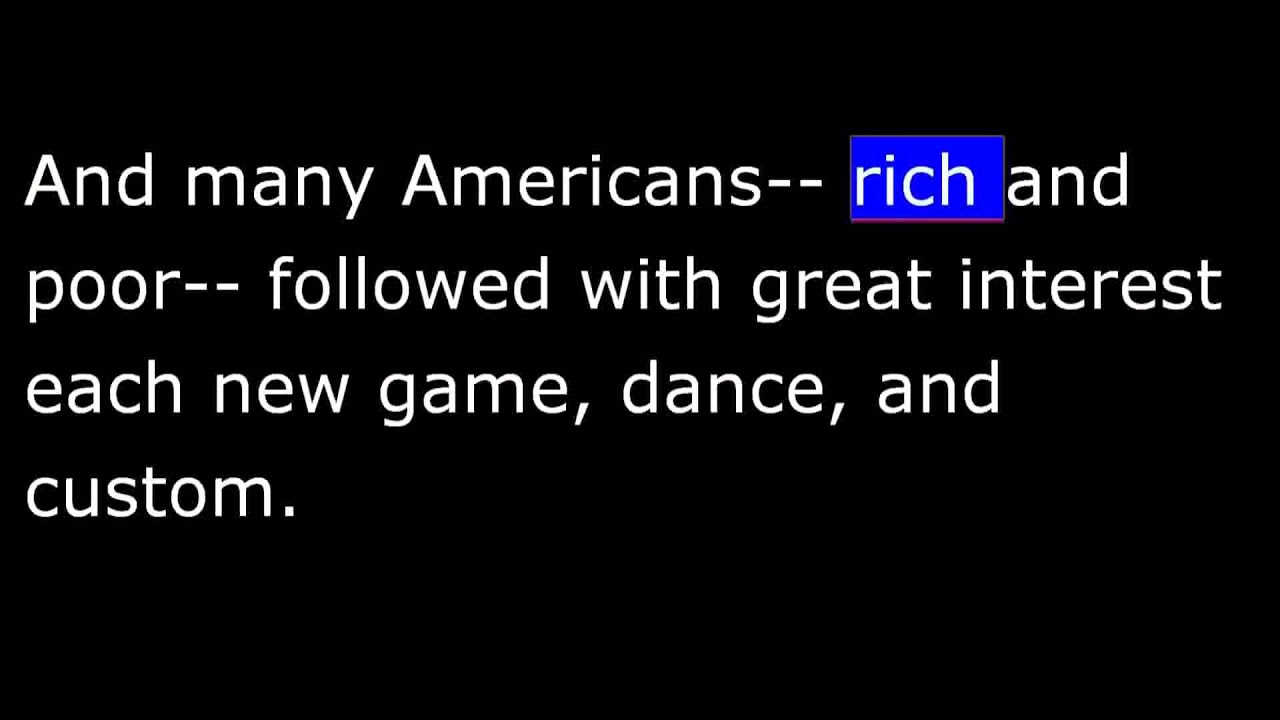 And many Americans-- rich and
poor-- followed with great interest
each new game, dance, and
custom.